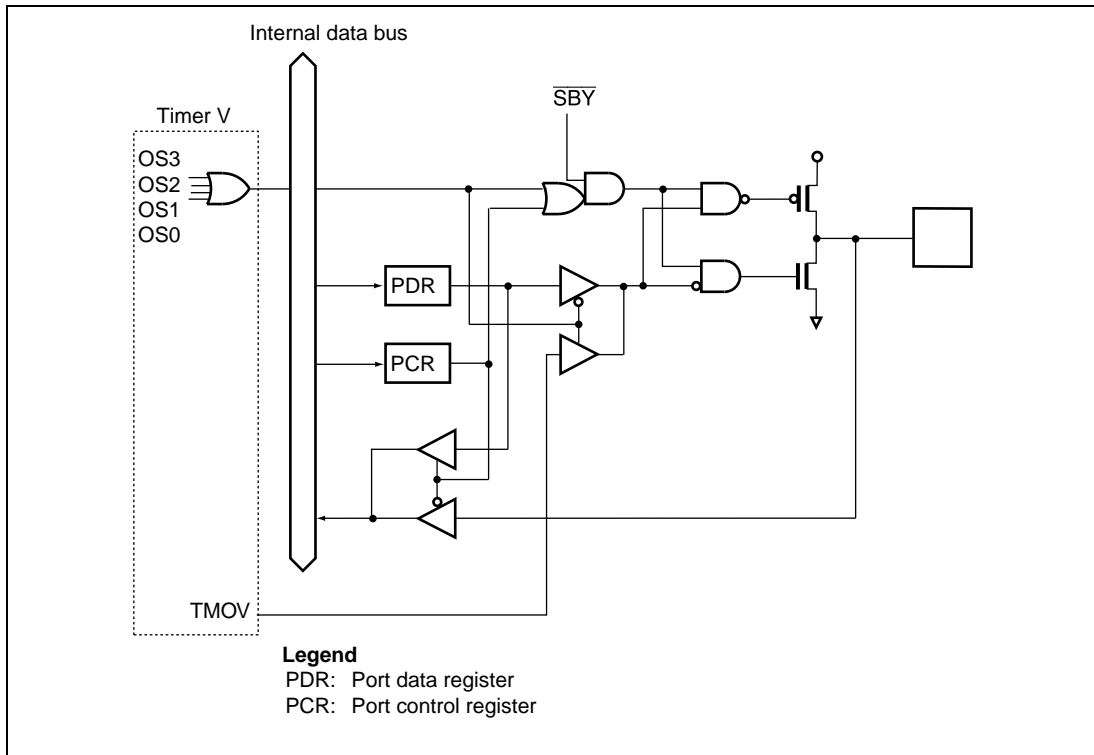 Internal data bus
SBY
Timer V
OS3
OS2
OS1
OS0
PDR
PCR
TMOV
Legend
PDR: Port data register
PCR: Port control register